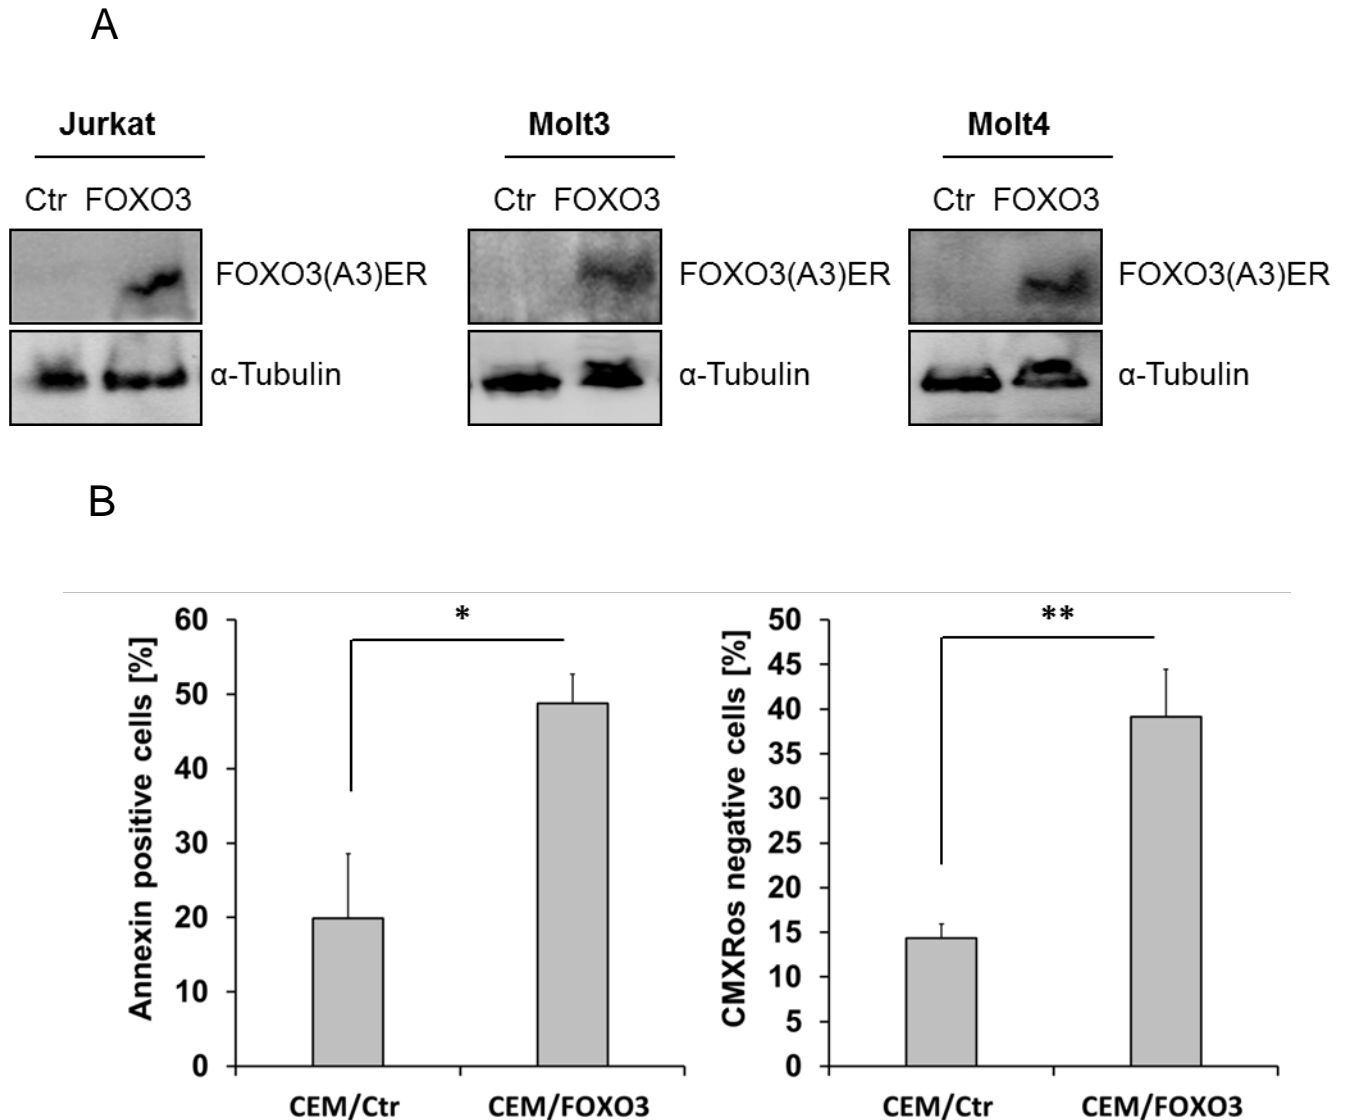 A
Jurkat
Molt3
Molt4
Ctr FOXO3
Ctr FOXO3
Ctr FOXO3
FOXO3(A3)ER
FOXO3(A3)ER
FOXO3(A3)ER
α-Tubulin
α-Tubulin
α-Tubulin
B
Annexin positive cells [%]
60
50
40
30
20
10
0
*
CEM/Ctr
CEM/FOXO3
CMXRos negative cells [%]
50
45
40
35
30
25
20
15
10
5
0
**
CEM/Ctr
CEM/FOXO3